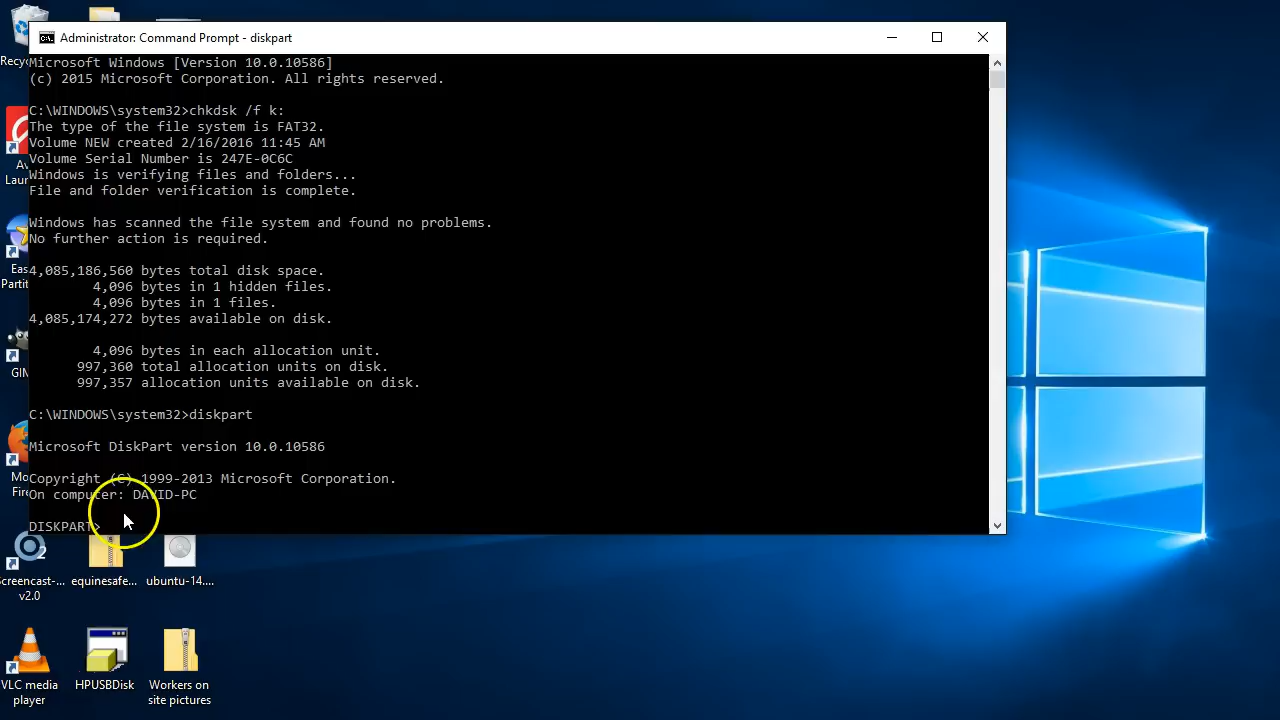 Administrator: Command Prompt - diskpart
Microsoft Windows [Version 10.0.10586]
(c) 2015 Microsoft Corporation. All rights reserved.
C:\WINDOWS\system32>chkdsk /f k:
The type of the file system is FAT32.
Volume NEW created 2/16/2016 11:45 AM
Volume Serial Number is 247E-0C6C
Windows is verifying files and folders...
File and folder verification is complete.
Windows has scanned the file system and found no problems.
No further action is required.
4,085,186,560 bytes total disk space.
4,096 bytes in 1 hidden files.
4,096 bytes in 1 files.
4,085,174,272 bytes available on disk.
4,096 bytes in each allocation unit.
997,360 total allocation units on disk.
997,357 allocation units available on disk.
C:\WINDOWS\system32>diskpart
Microsoft DiskPart version 10.0.10586
Copyright (C) 1999-2013 Microsoft Corporation.
On computer: DAVID-PC
DISKPART>
Recyc
Av
Laun
Eas
Partit
GIN
Mo
Fire
Screencast-...
v2.0
equinesafe...
ubuntu-14....
VLC media
player
HPUSBDisk
Workers on
site pictures